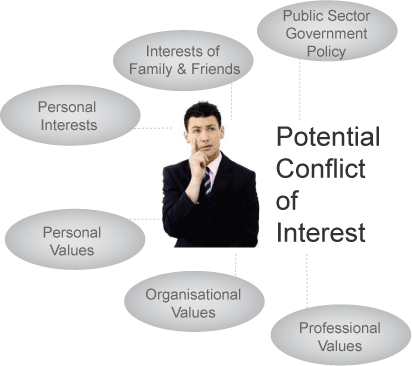 Public Sector
Government
Policy
Interests of
Family & Friends
Personal
Interests
Potential
Conflict
of
Interest
Personal
Values
Organisational
Values
Professional
Values